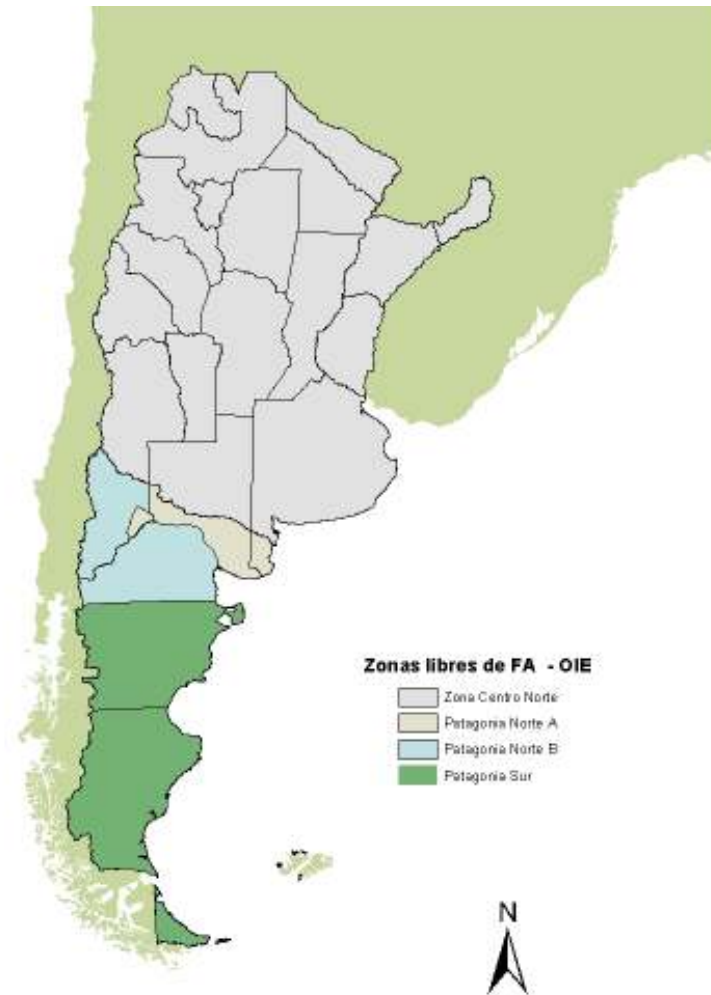 Zonas libres de FA - OIE
Zona Centro Norte
Patagonia Norte A
Patagonia Norte B
Patagonia Sur
N